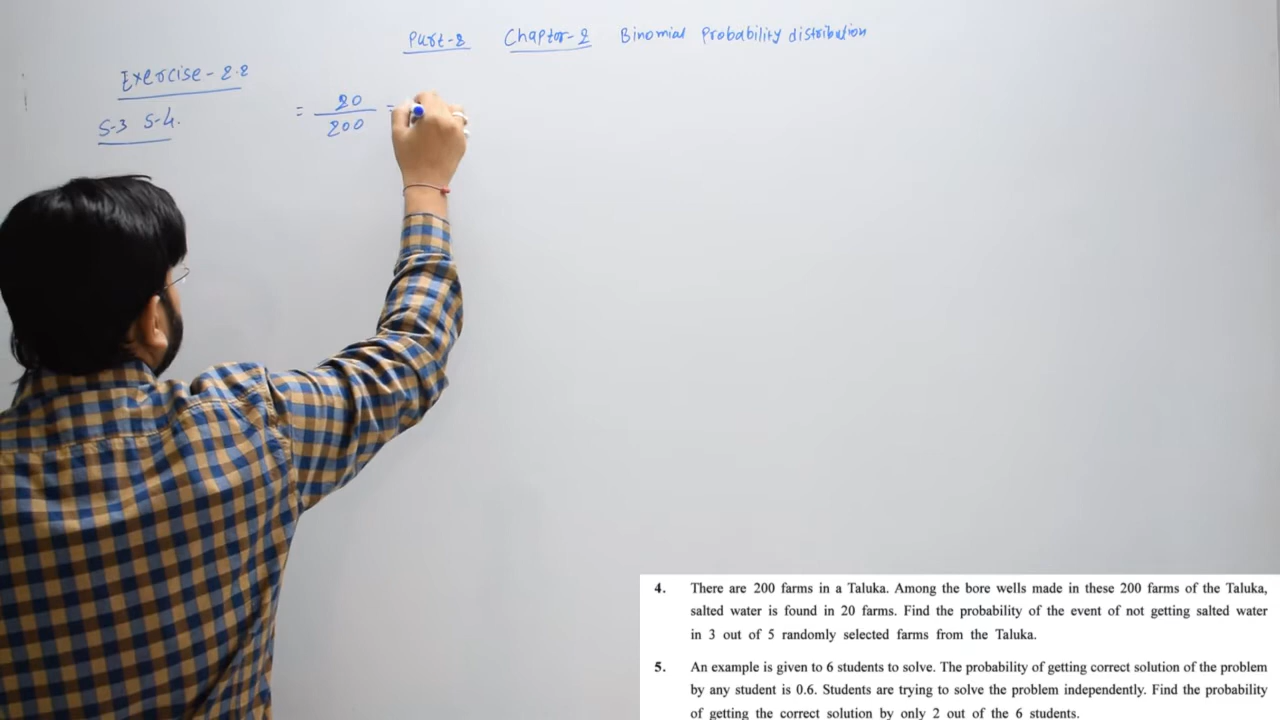 Part-2 Chapter-2 Binomial Probability distribution
Exercise-2.2
S-3 S-4.
= 20/200 =
4. There are 200 farms in a Taluka. Among the bore wells made in these 200 farms of the Taluka,
salted water is found in 20 farms. Find the probability of the event of not getting salted water
in 3 out of 5 randomly selected farms from the Taluka.
5. An example is given to 6 students to solve. The probability of getting correct solution of the problem
by any student is 0.6. Students are trying to solve the problem independently. Find the probability
of getting the correct solution by only 2 out of the 6 students.